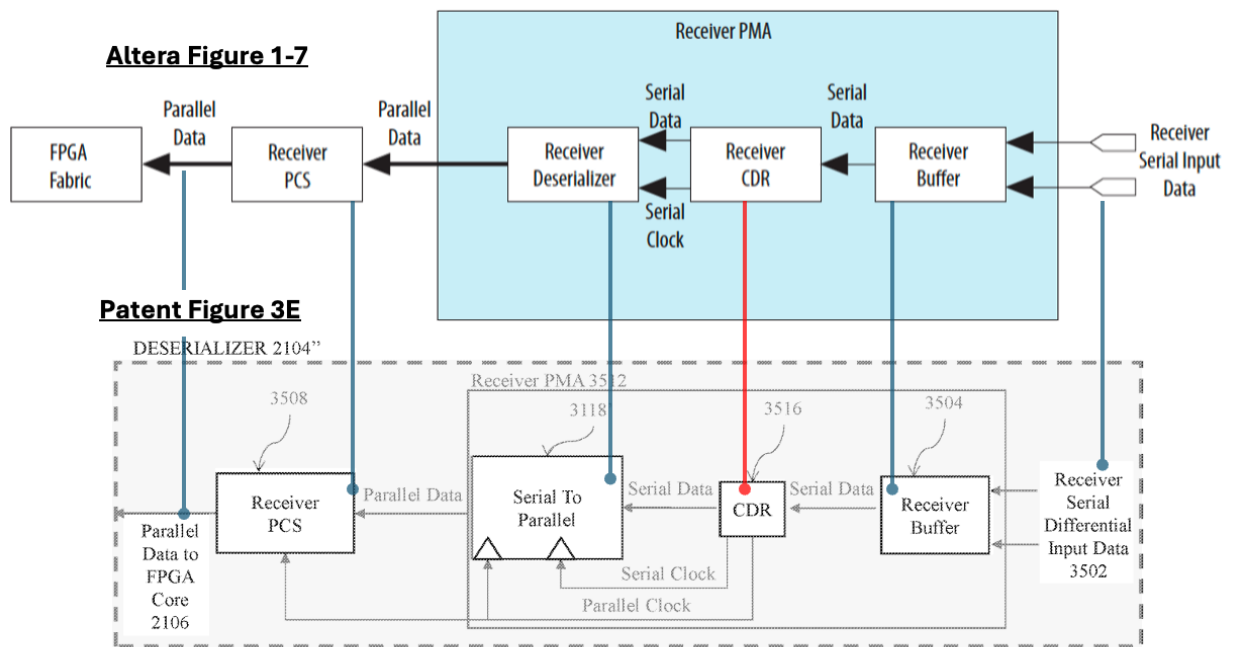 Receiver PMA
Altera Figure 1-7
Parallel
Data
Parallel
Data
Serial
Data
Serial
Data
FPGA
Fabric
Receiver
PCS
Receiver
Deserializer
Receiver
CDR
Receiver
Buffer
Receiver
Serial Input
Data
Serial
Clock
Patent Figure 3E
DESERIALIZER 2104”
Receiver PMA 3512
3508
3118
3516
3504
Receiver
PCS
Parallel Data
Serial To
Parallel
Serial Data
CDR
Serial Data
Receiver
Buffer
Receiver
Serial
Differential
Input Data
3502
Parallel
Data to
FPGA
Core
2106
Serial Clock
Parallel Clock